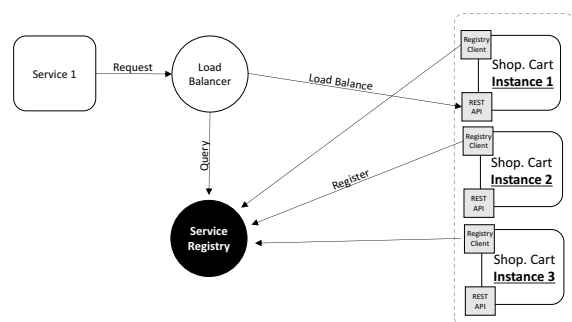 Service 1
Request
Load
Balancer
Load Balance
Query
Service
Registry
Register
Registry
Client
Shop. Cart
Instance 1
REST
API
Registry
Client
Shop. Cart
Instance 2
REST
API
Registry
Client
Shop. Cart
Instance 3
REST
API